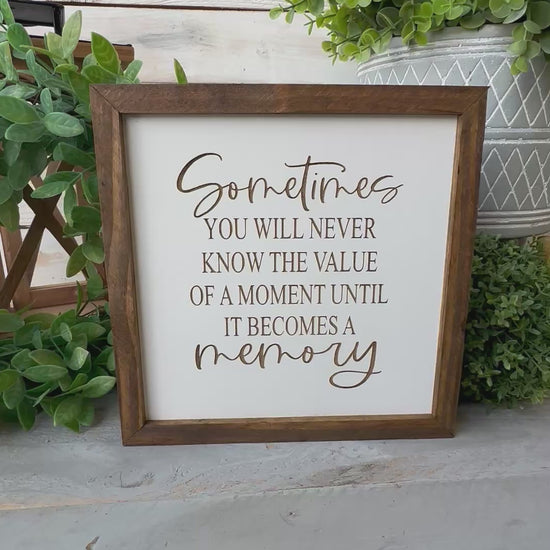 Sometimes
YOU WILL NEVER
KNOW THE VALUE
OF A MOMENT UNTIL
IT BECOMES A
memory